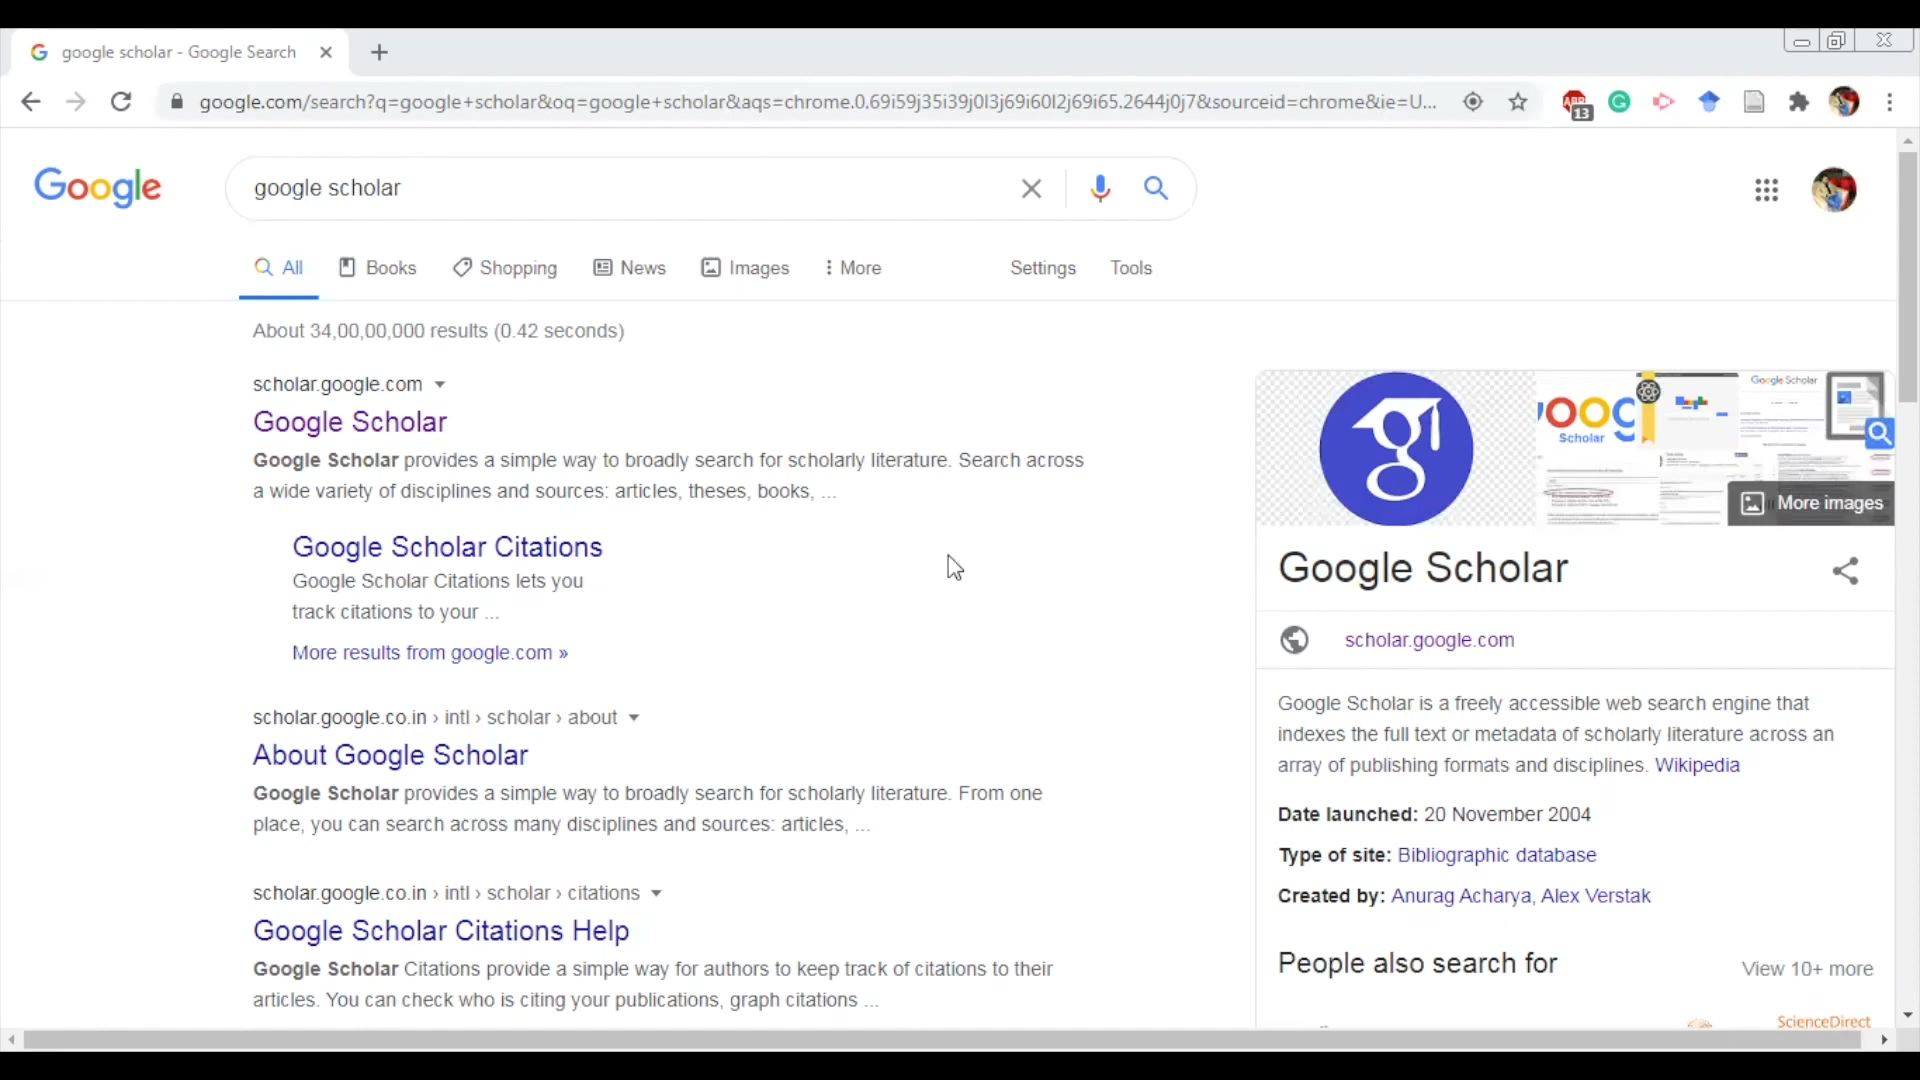 google scholar - Google Search
google.com/search?q=google+scholar&oq=google+scholar&aqs=chrome.0.69i59j35i39j0l3j69i60l2j69i65.2644j0j7&sourceid=chrome&ie=U...
13
Google
google scholar
All
Books
Shopping
News
Images
More
Settings
Tools
About 34,00,00,000 results (0.42 seconds)
scholar.google.com
Google Scholar
Google Scholar provides a simple way to broadly search for scholarly literature. Search across
a wide variety of disciplines and sources: articles, theses, books, ...
Google Scholar Citations
Google Scholar Citations lets you
track citations to your ...
More results from google.com »
scholar.google.co.in › intl › scholar › about
About Google Scholar
Google Scholar provides a simple way to broadly search for scholarly literature. From one
place, you can search across many disciplines and sources: articles, ...
scholar.google.co.in › intl › scholar › citations
Google Scholar Citations Help
Google Scholar Citations provide a simple way for authors to keep track of citations to their
articles. You can check who is citing your publications, graph citations ...
Scholar
Google Scholar
More images
Google Scholar
scholar.google.com
Google Scholar is a freely accessible web search engine that
indexes the full text or metadata of scholarly literature across an
array of publishing formats and disciplines. Wikipedia
Date launched: 20 November 2004
Type of site: Bibliographic database
Created by: Anurag Acharya, Alex Verstak
People also search for
View 10+ more
ScienceDirect